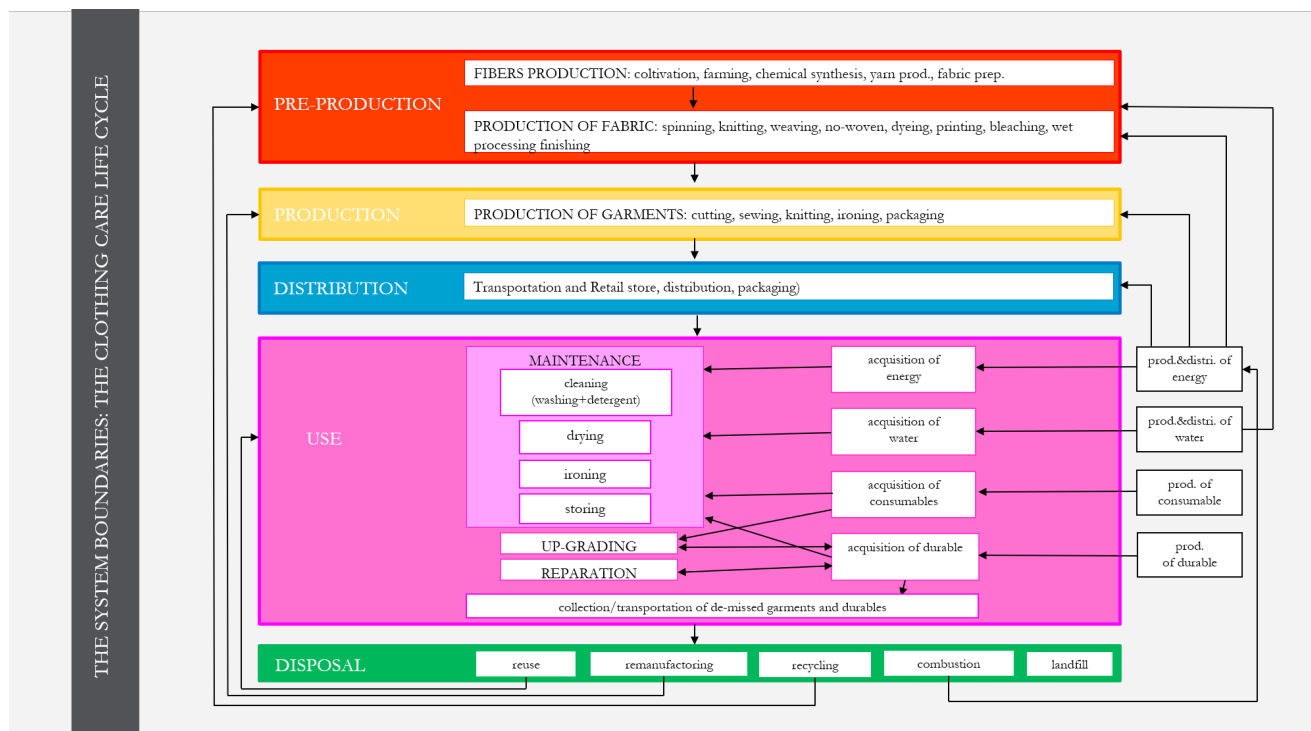 THE SYSTEM BOUNDARIES: THE CLOTHING CARE LIFE CYCLE
PRE-PRODUCTION
FIBERS PRODUCTION: coltivation, farming, chemical synthesis, yarn prod., fabric prep.
PRODUCTION OF FABRIC: spinning, knitting, weaving, no-woven, dyeing, printing, bleaching, wet
processing finishing
PRODUCTION
PRODUCTION OF GARMENTS: cutting, sewing, knitting, ironing, packaging
DISTRIBUTION
Transportation and Retail store, distribution, packaging)
USE
MAINTENANCE
cleaning
(washing+detergent)
drying
ironing
storing
UP-GRADING
REPARATION
acquisition of
energy
acquisition of
water
acquisition of
consumables
acquisition of durable
collection/transportation of de-missed garments and durables
prod.&distri. of
energy
prod.&distri. of
water
prod. of
consumable
prod.
of durable
DISPOSAL
reuse
remanufactoring
recycling
combustion
landfill